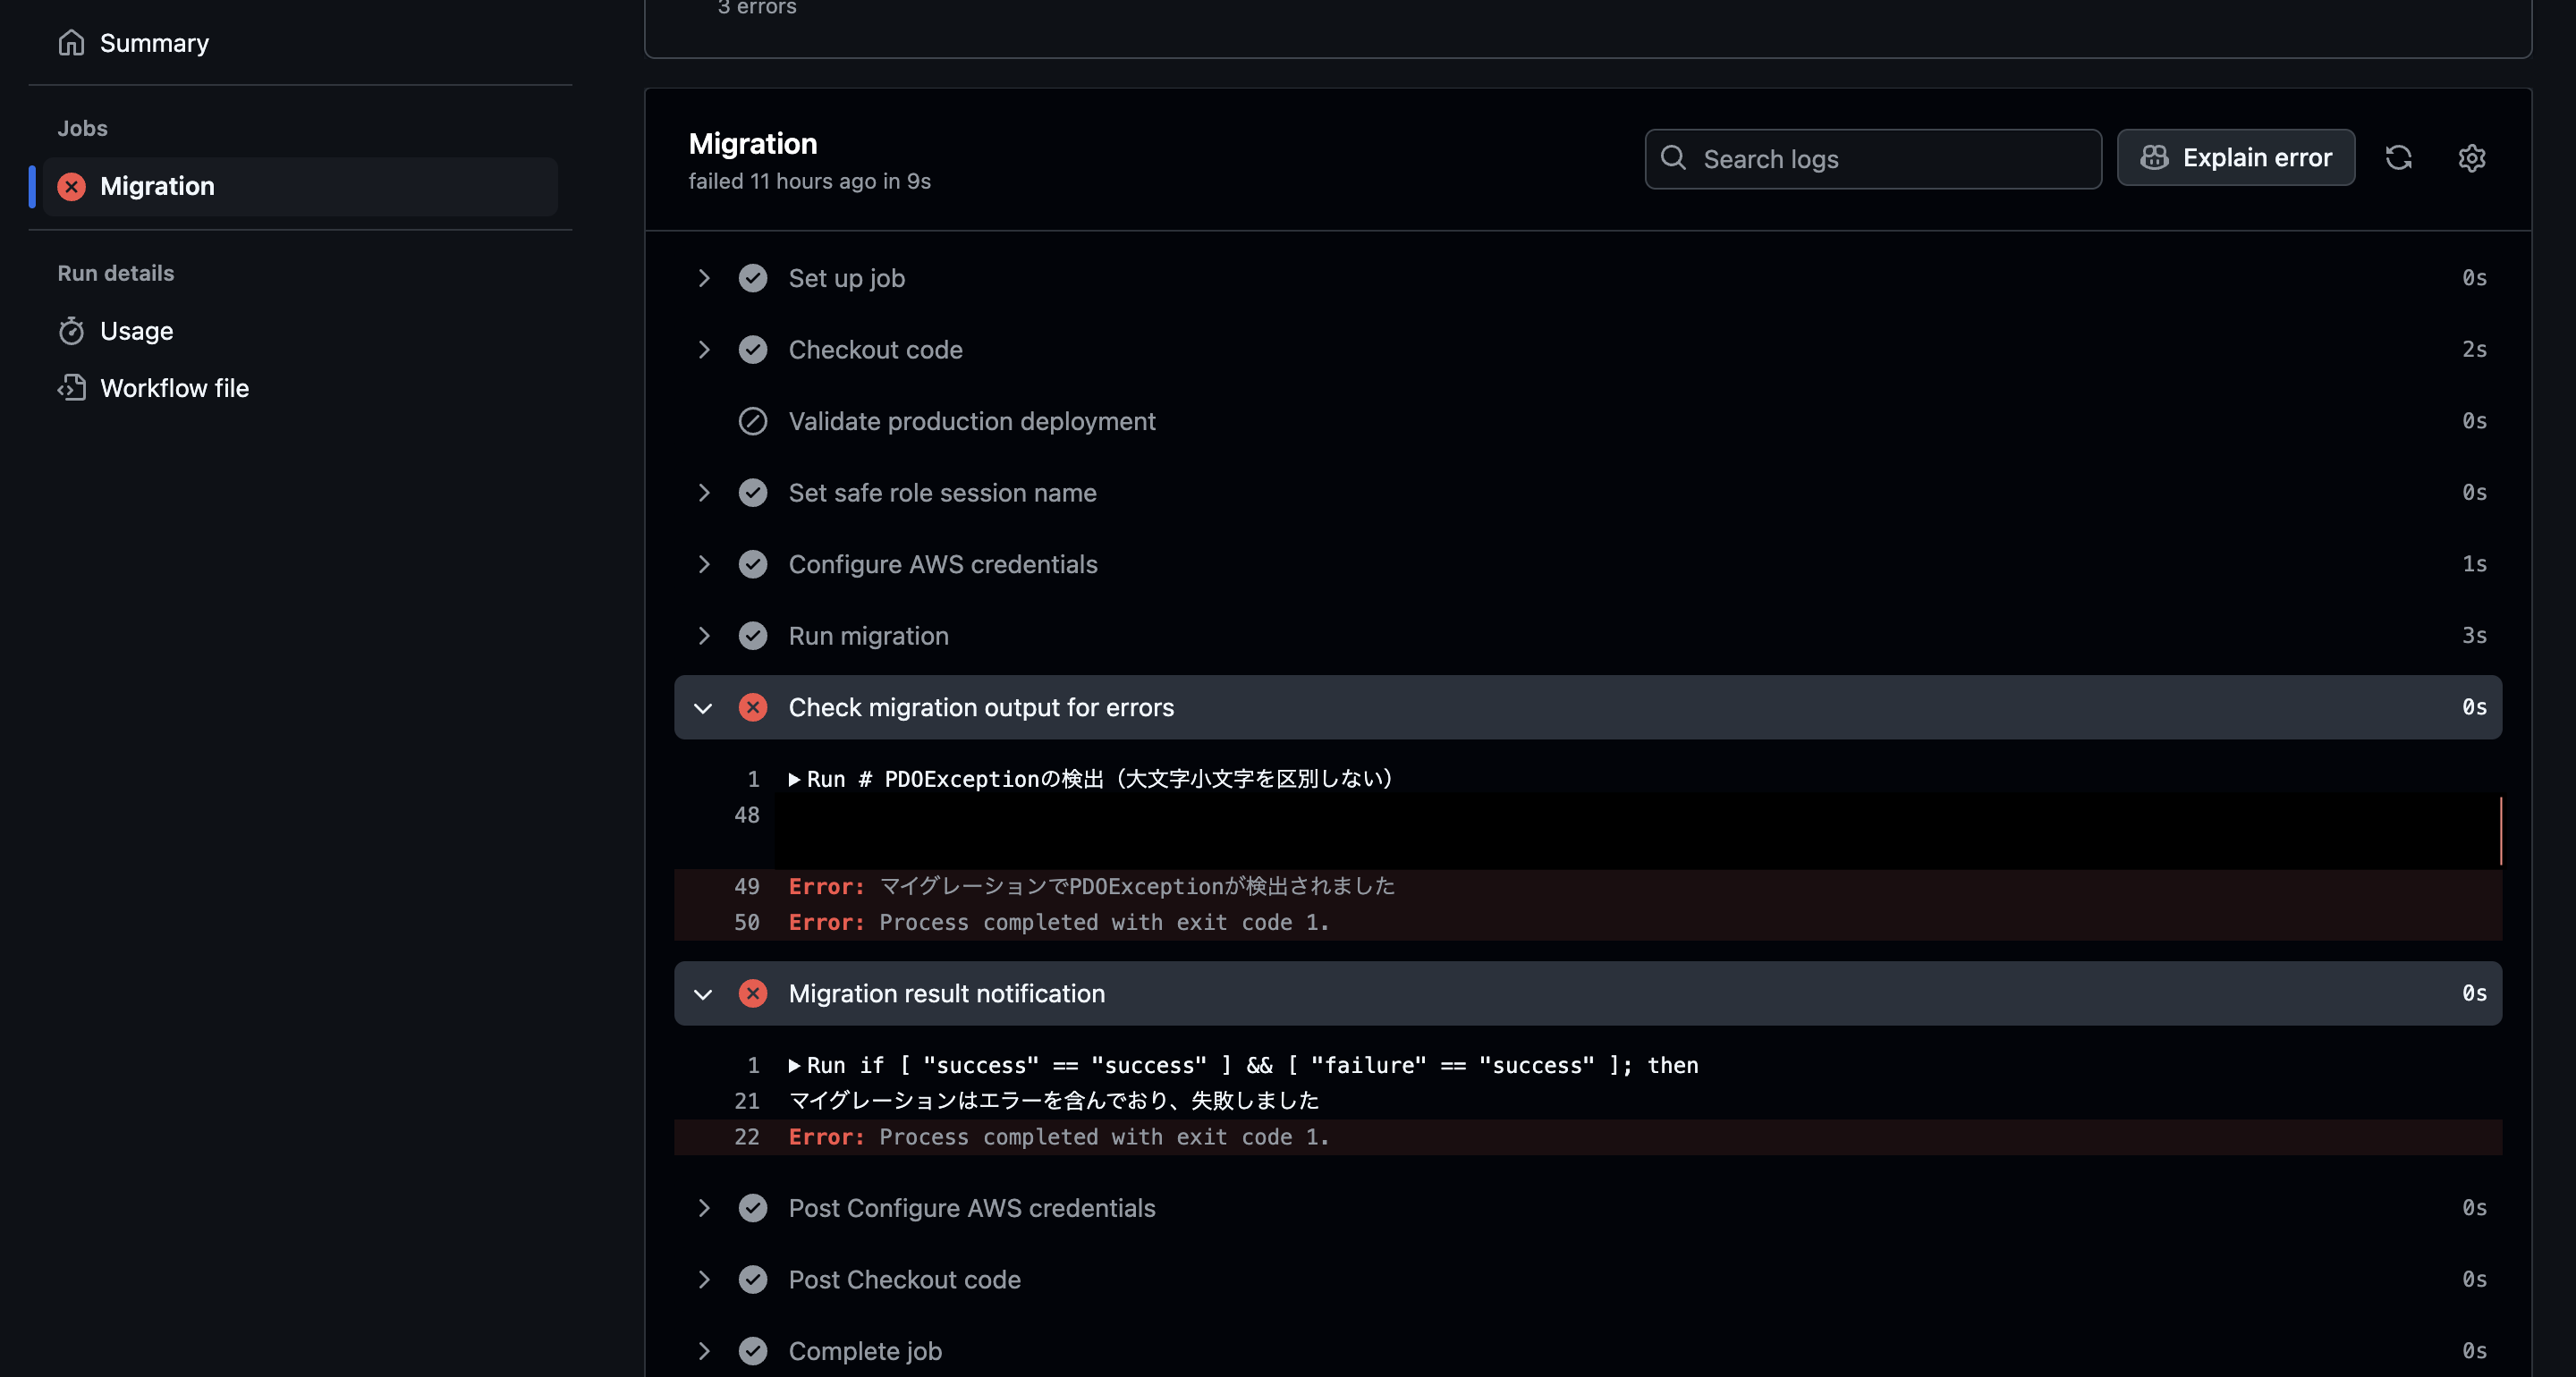 3 errors
Summary
Jobs
Migration
Run details
Usage
Workflow file
Migration
failed 11 hours ago in 9s
Search logs
Explain error
Set up job 0s
Checkout code 2s
Validate production deployment 0s
Set safe role session name 0s
Configure AWS credentials 1s
Run migration 3s
Check migration output for errors 0s
1 ▶Run # PDOExceptionの検出（大文字小文字を区別しない）
48
49 Error: マイグレーションでPDOExceptionが検出されました
50 Error: Process completed with exit code 1.
Migration result notification 0s
1 ▶Run if [ "success" == "success" ] && [ "failure" == "success" ]; then
21 マイグレーションはエラーを含んでおり、失敗しました
22 Error: Process completed with exit code 1.
Post Configure AWS credentials 0s
Post Checkout code 0s
Complete job 0s